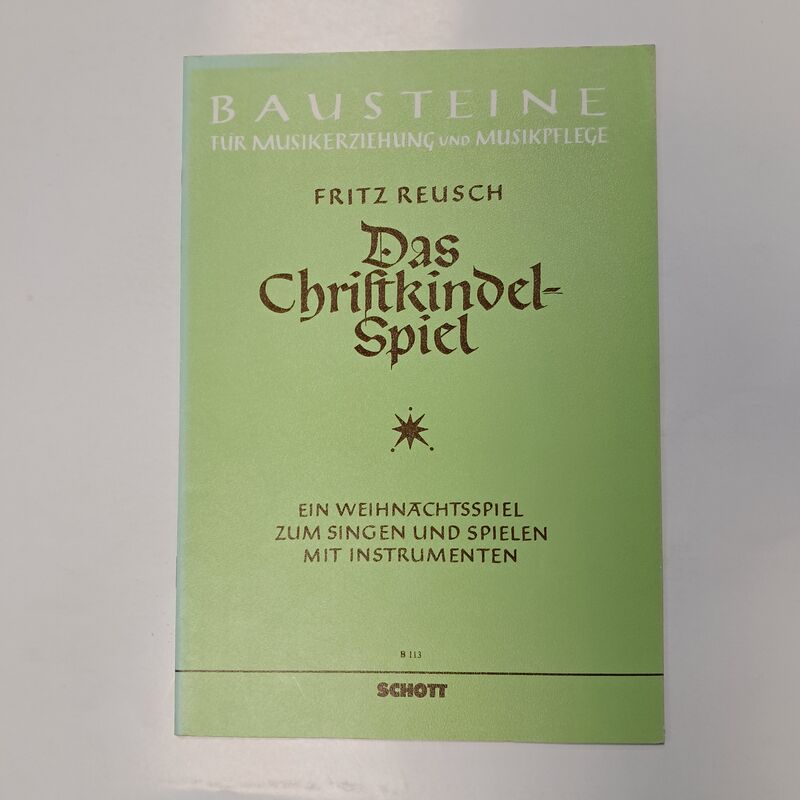 BAUSTEINE
FÜR MUSIKERZIEHUNG UND MUSIKPFLEGE
FRITZ REUSCH
Das
Chriſtkindel-
Spiel
EIN WEIHNACHTSSPIEL
ZUM SINGEN UND SPIELEN
MIT INSTRUMENTEN
B 113
SCHOTT